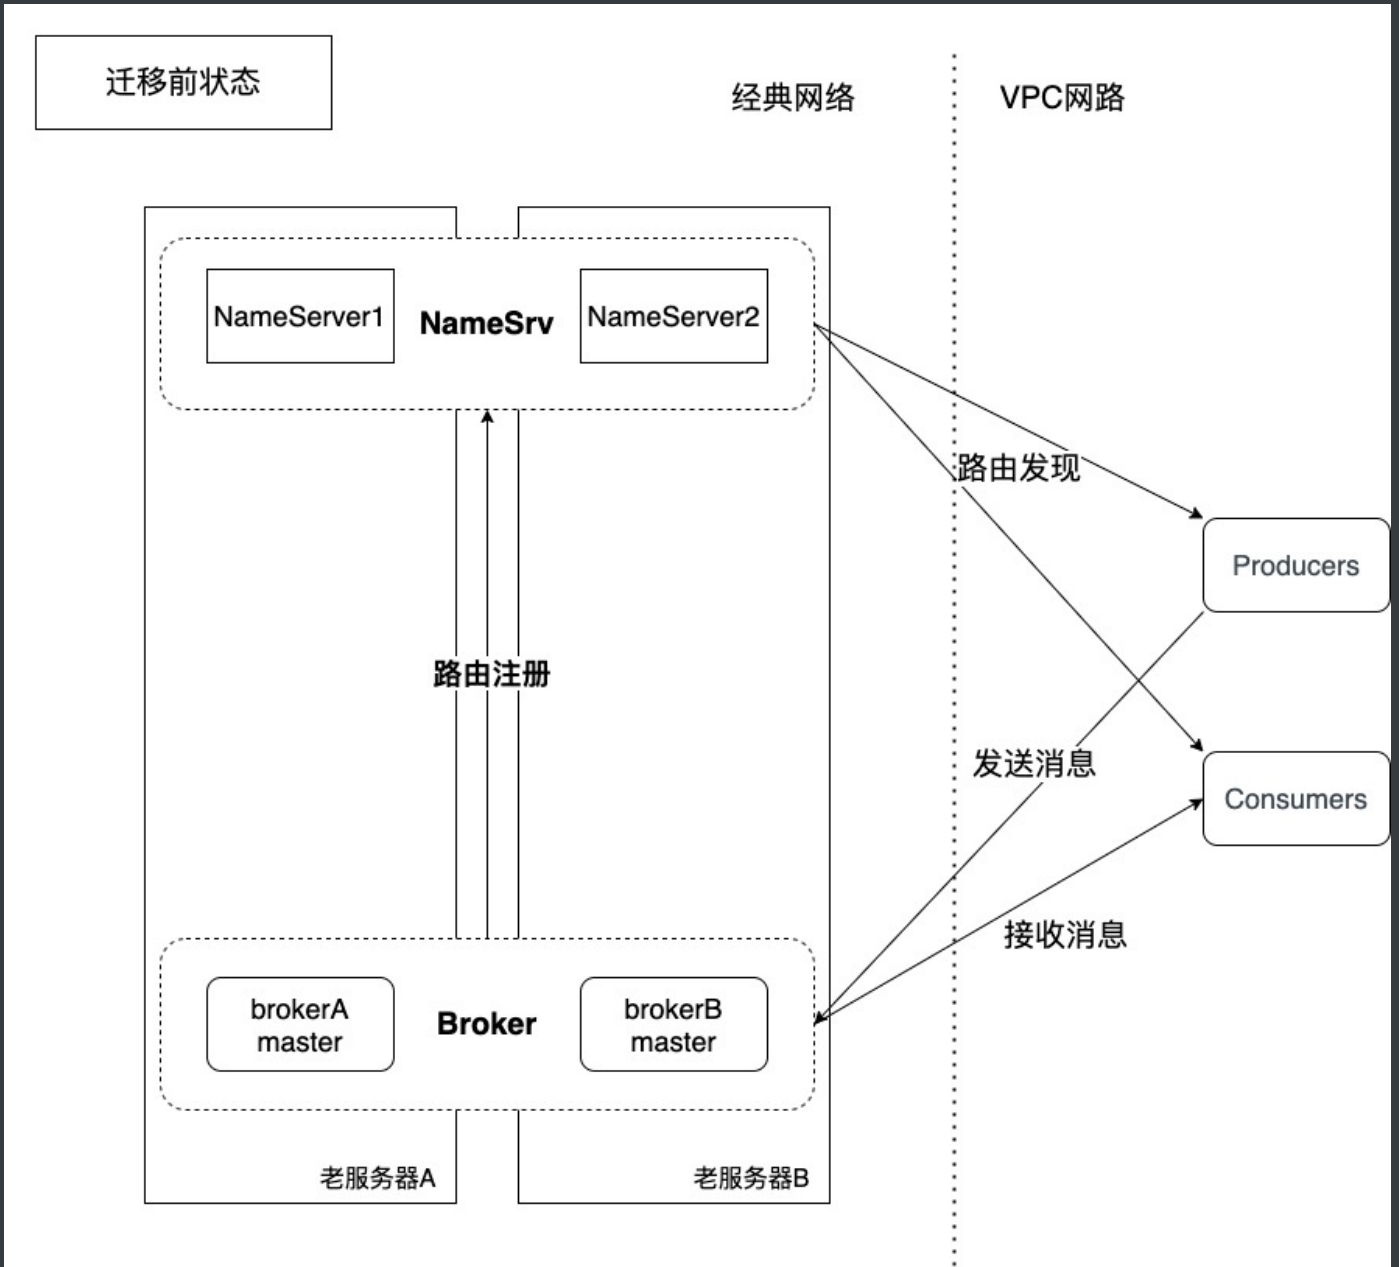 迁移前状态
经典网络
VPC网路
NameServer1
NameSrv
NameServer2
路由发现
Producers
路由注册
发送消息
Consumers
接收消息
brokerA
master
Broker
brokerB
master
老服务器A
老服务器B